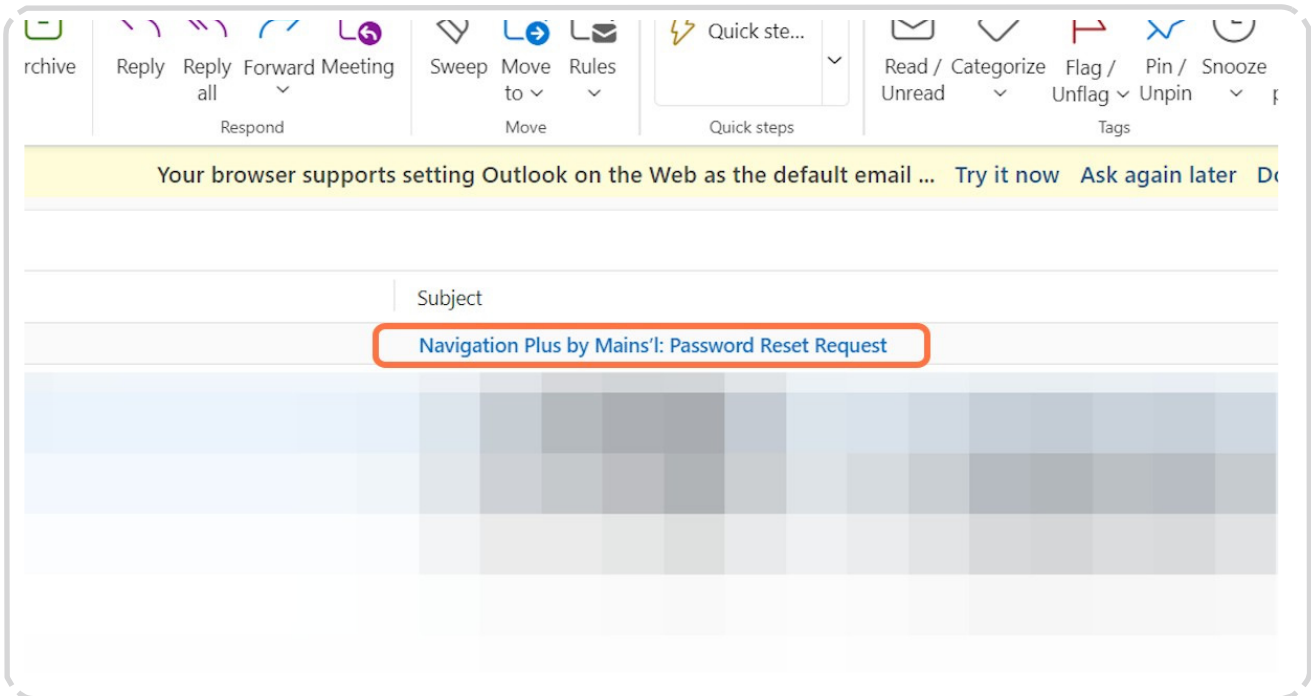 rchive Reply Reply Forward Meeting Sweep Move Rules Quick ste... Read / Categorize Flag / Pin / Snooze
all to Unread Unflag Unpin
Respond Move Quick steps Tags
Your browser supports setting Outlook on the Web as the default email ... Try it now Ask again later
Subject
Navigation Plus by Mains’l: Password Reset Request